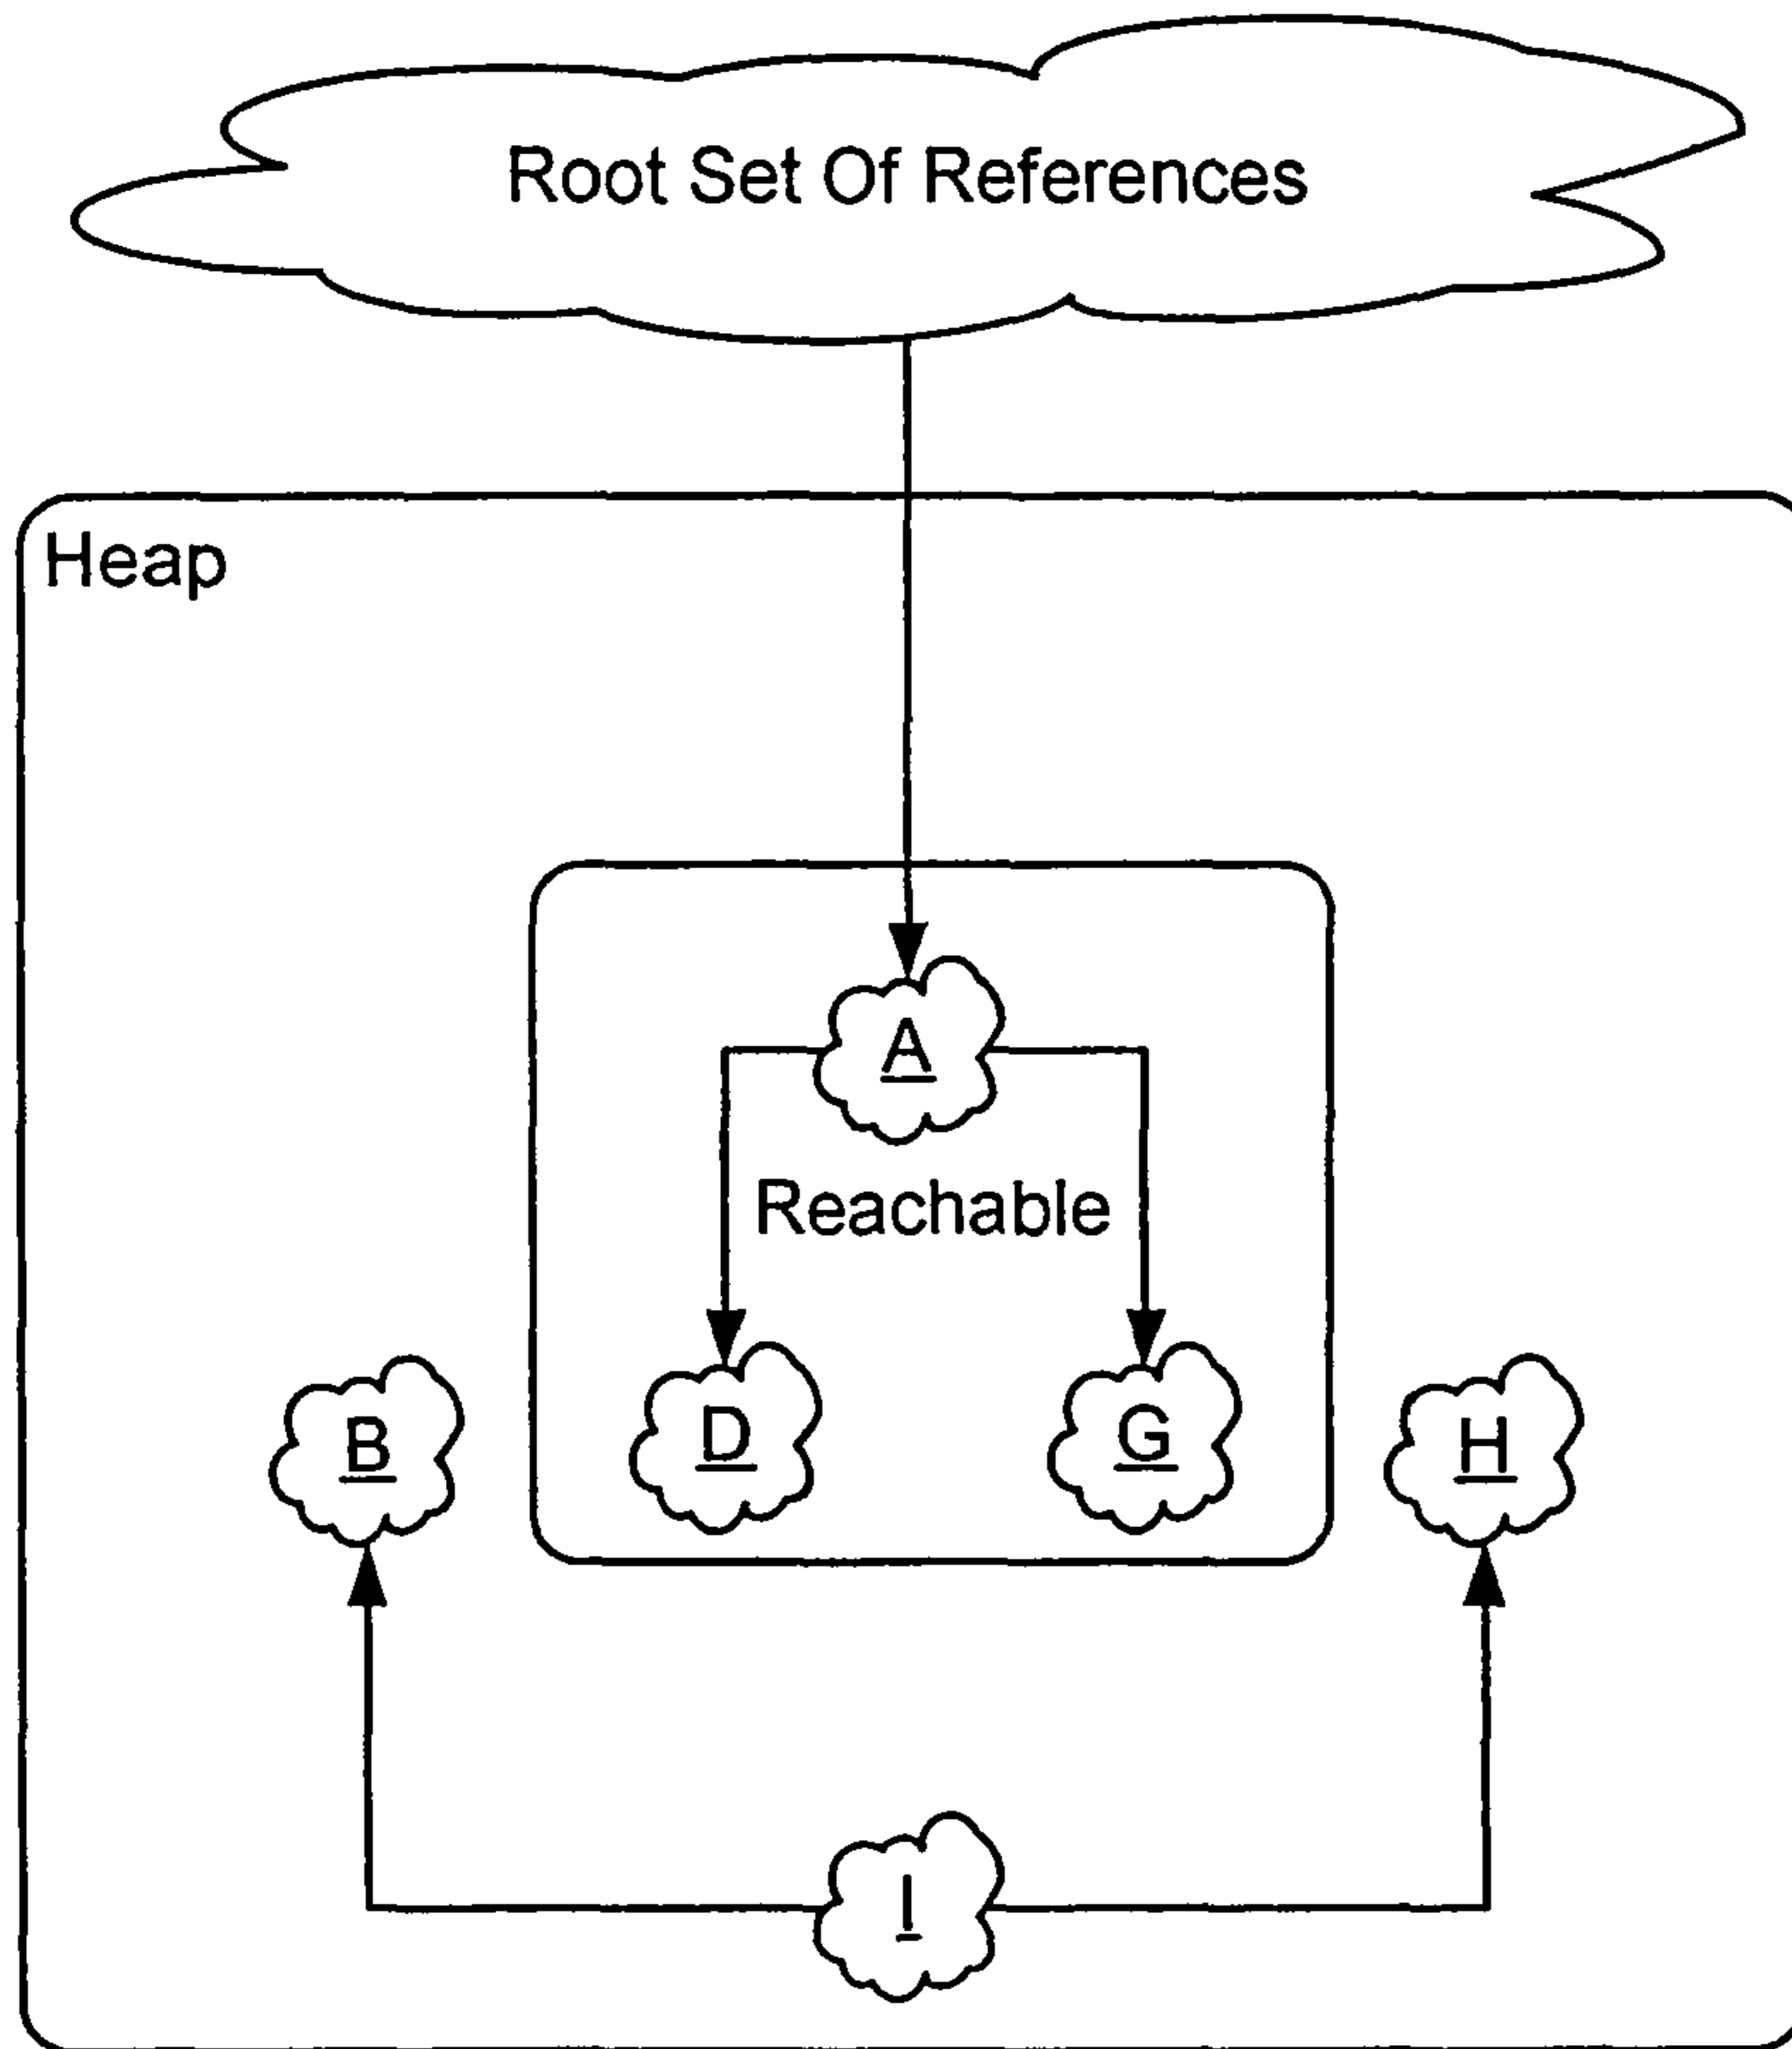 Root Set Of References
Heap
A
Reachable
B
D
G
H
I